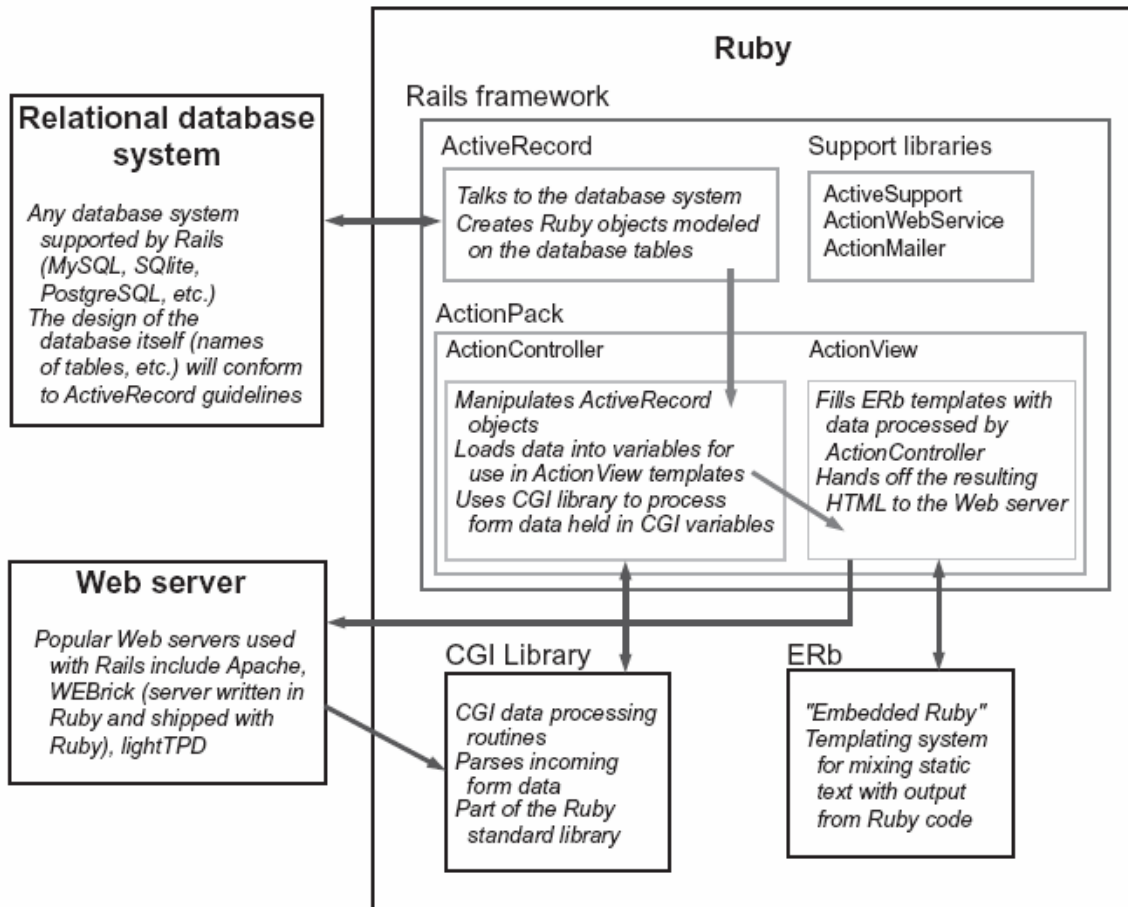 Ruby
Rails framework
Relational database
system
Any database system
supported by Rails
(MySQL, SQlite,
PostgreSQL, etc.)
The design of the
database itself (names
of tables, etc.) will conform
to ActiveRecord guidelines
ActiveRecord
Talks to the database system
Creates Ruby objects modeled
on the database tables
Support libraries
ActiveSupport
ActionWebService
ActionMailer
ActionPack
ActionController
Manipulates ActiveRecord
objects
Loads data into variables for
use in ActionView templates
Uses CGI library to process
form data held in CGI variables
ActionView
Fills ERb templates with
data processed by
ActionController
Hands off the resulting
HTML to the Web server
Web server
Popular Web servers used
with Rails include Apache,
WEBrick (server written in
Ruby and shipped with
Ruby), lightTPD
CGI Library
CGI data processing
routines
Parses incoming
form data
Part of the Ruby
standard library
ERb
"Embedded Ruby"
Templating system
for mixing static
text with output
from Ruby code